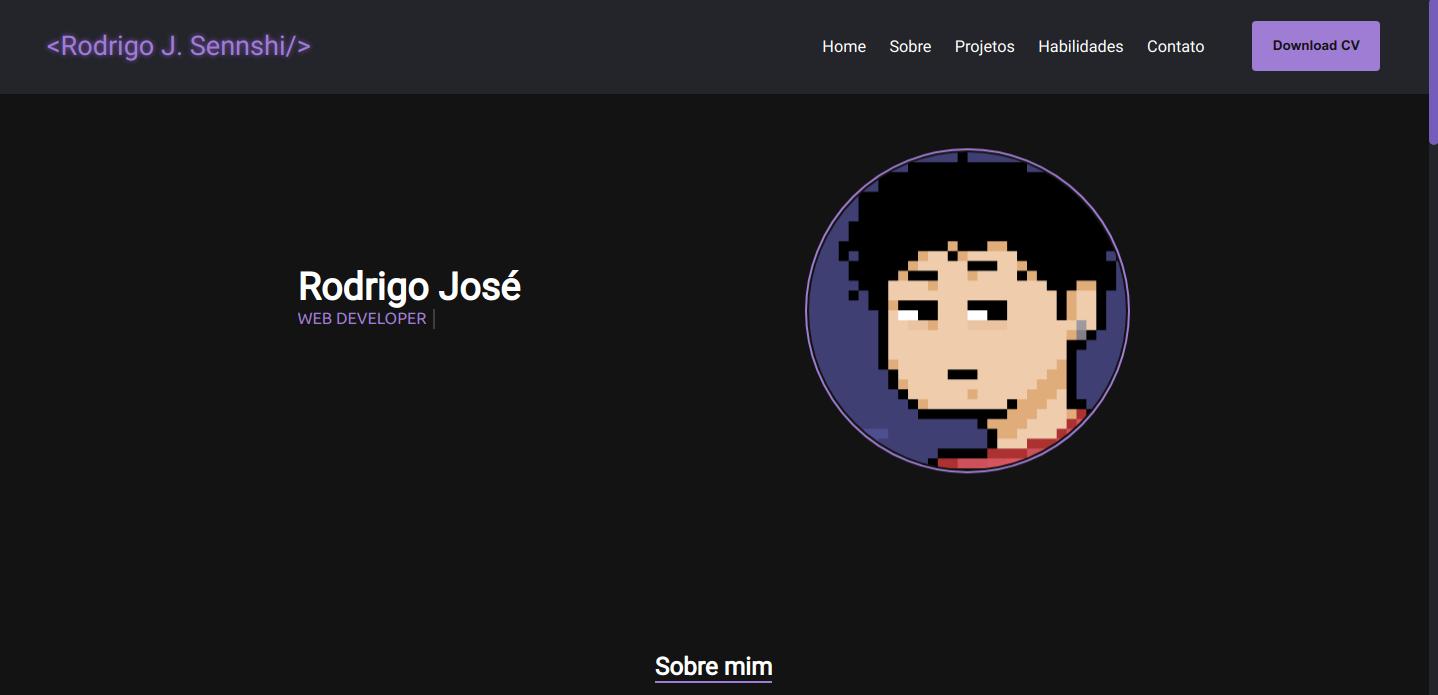 <Rodrigo J. Sennshi/>
Home Sobre Projetos Habilidades Contato Download CV
Rodrigo José
WEB DEVELOPER
Sobre mim